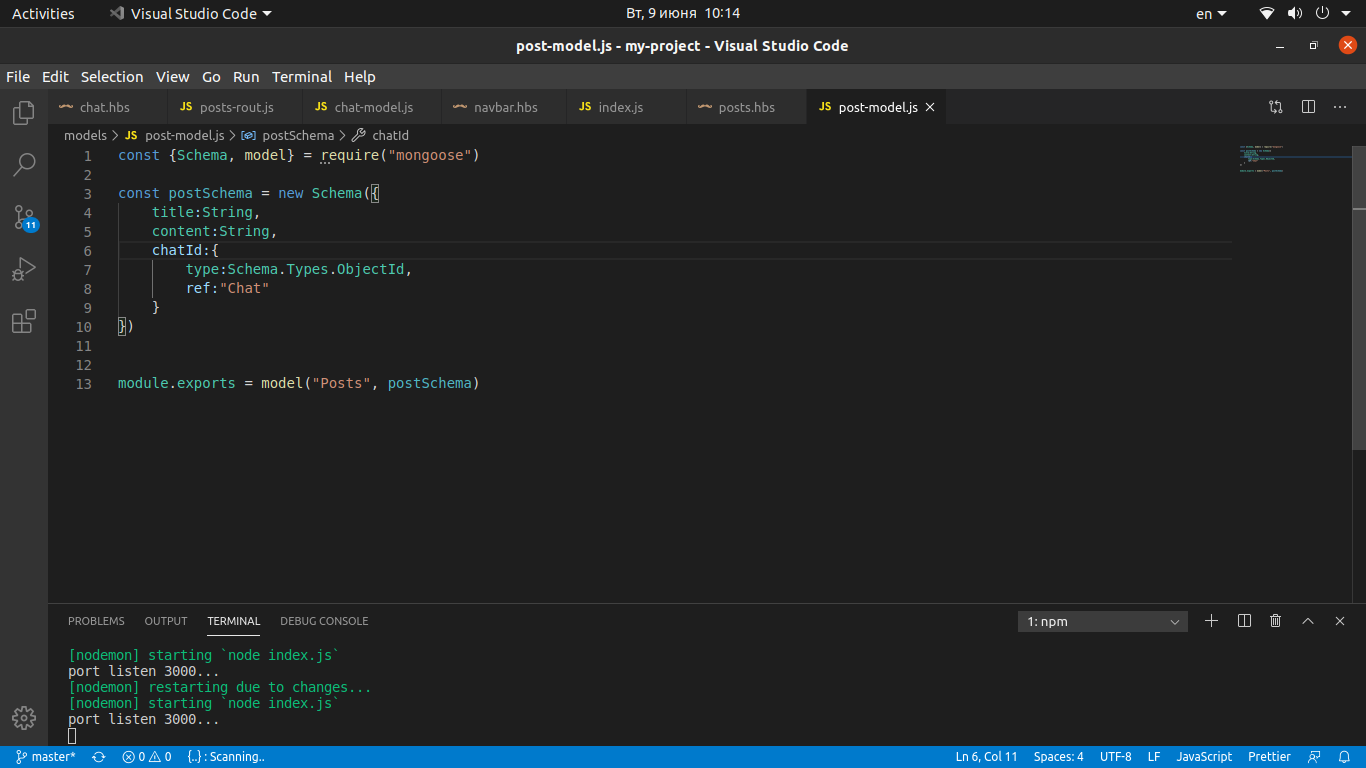 Activities Visual Studio Code Вт, 9 июня 10:14 en
post-model.js - my-project - Visual Studio Code
File Edit Selection View Go Run Terminal Help
chat.hbs JS posts-rout.js JS chat-model.js navbar.hbs JS index.js posts.hbs JS post-model.js
models > JS post-model.js > postSchema > chatId
1 const {Schema, model} = require("mongoose")
2
3 const postSchema = new Schema({
4 title:String,
5 content:String,
6 chatId:{
7 type:Schema.Types.ObjectId,
8 ref:"Chat"
9 }
10 })
11
12
13 module.exports = model("Posts", postSchema)
11
PROBLEMS OUTPUT TERMINAL DEBUG CONSOLE 1: npm
[nodemon] starting `node index.js`
port listen 3000...
[nodemon] restarting due to changes...
[nodemon] starting `node index.js`
port listen 3000...
master* 0 0 {..} : Scanning.. Ln 6, Col 11 Spaces: 4 UTF-8 LF JavaScript Prettier